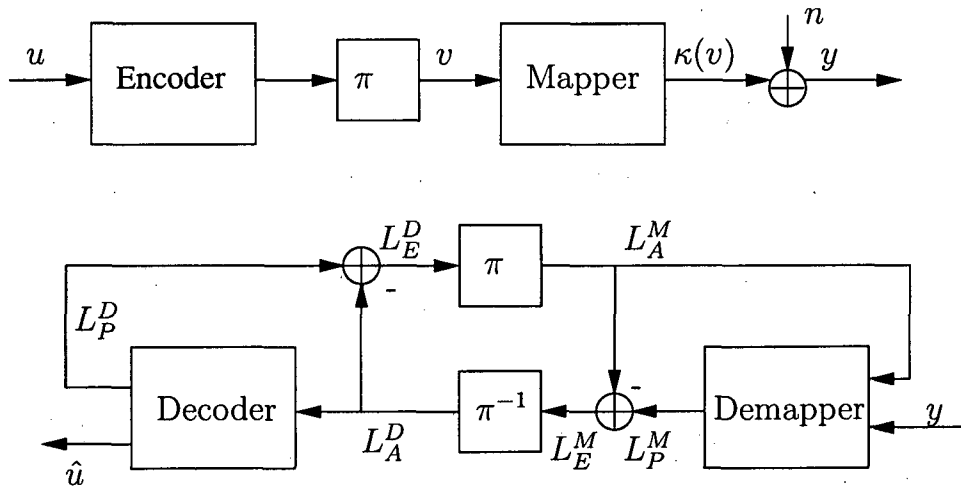 n
u Encoder π v Mapper κ(v) y
L_E^D π L_A^M
L_P^D -
Decoder π^{-1} - Demapper
û L_A^D L_E^M L_P^M y